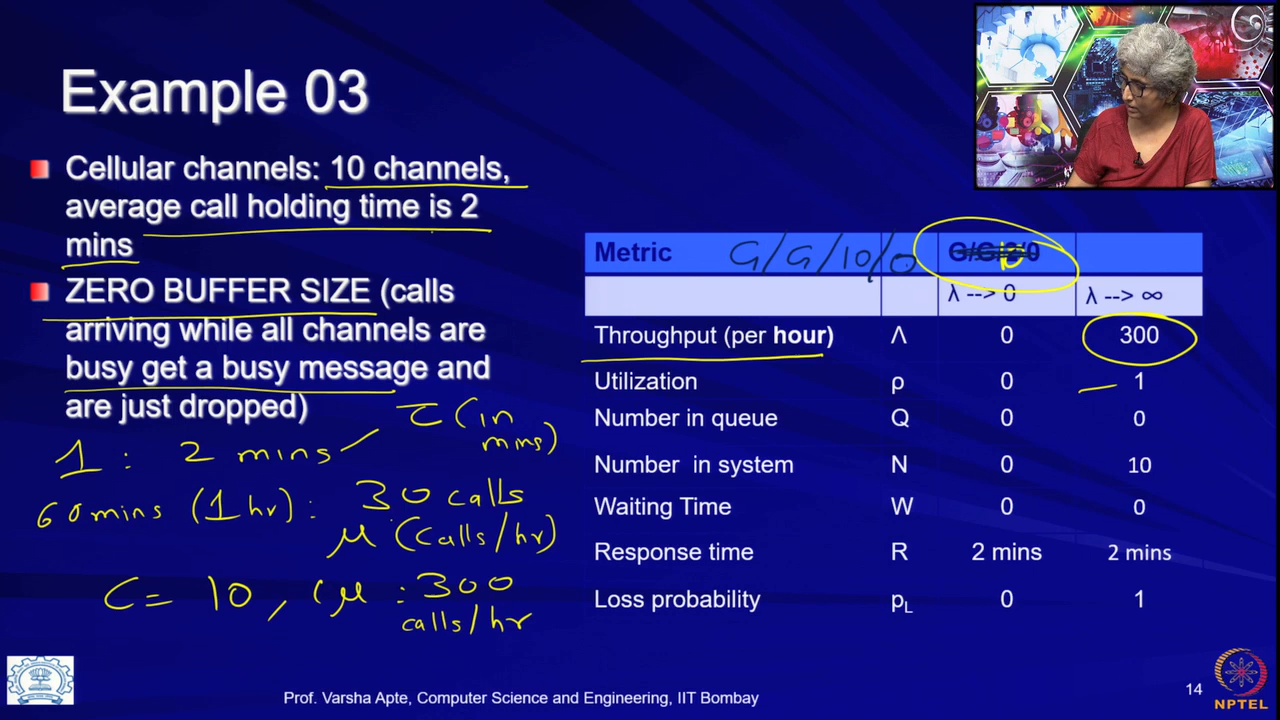 Example 03
Cellular channels: 10 channels,
average call holding time is 2
mins
ZERO BUFFER SIZE (calls
arriving while all channels are
busy get a busy message and
are just dropped)
τ (in
mins)
1 : 2 mins
60 mins (1 hr) : 30 calls
μ (calls/hr)
C = 10, cμ : 300
calls/hr
Metric G/G/10/0
λ --> 0 λ --> ∞
Throughput (per hour) Λ 0 300
Utilization ρ 0 1
Number in queue Q 0 0
Number in system N 0 10
Waiting Time W 0 0
Response time R 2 mins 2 mins
Loss probability pL 0 1
Prof. Varsha Apte, Computer Science and Engineering, IIT Bombay
14
NPTEL